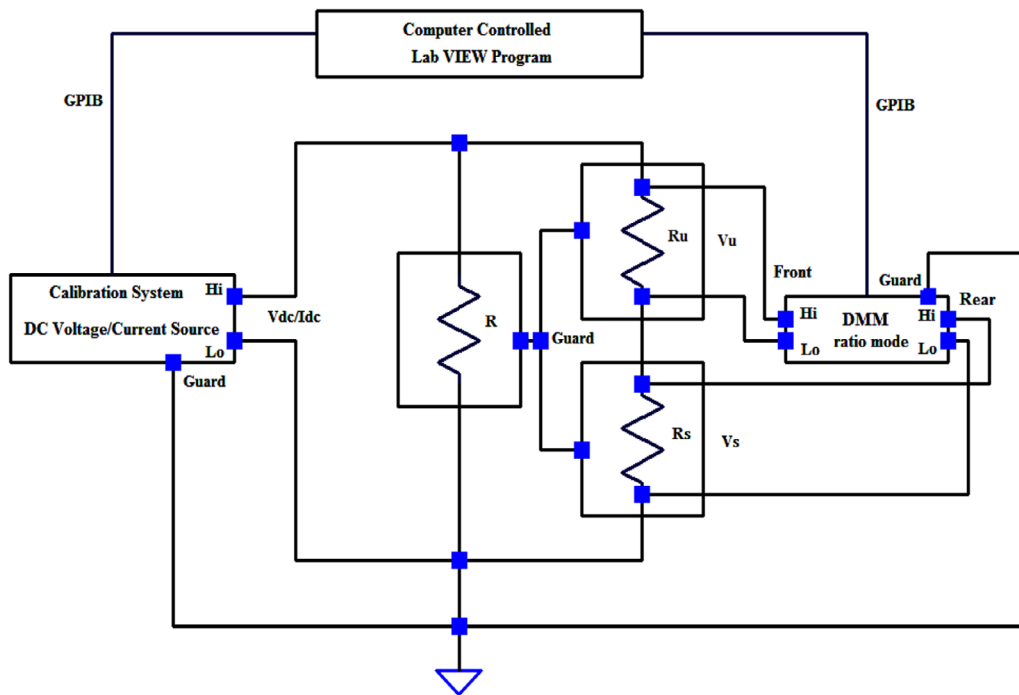 Computer Controlled
Lab VIEW Program
GPIB
GPIB
Calibration System
DC Voltage/Current Source
Hi
Lo
Guard
Vdc/Idc
R
Guard
Ru
Vu
Rs
Vs
Front
Guard
Rear
Hi
Lo
DMM
ratio mode
Hi
Lo